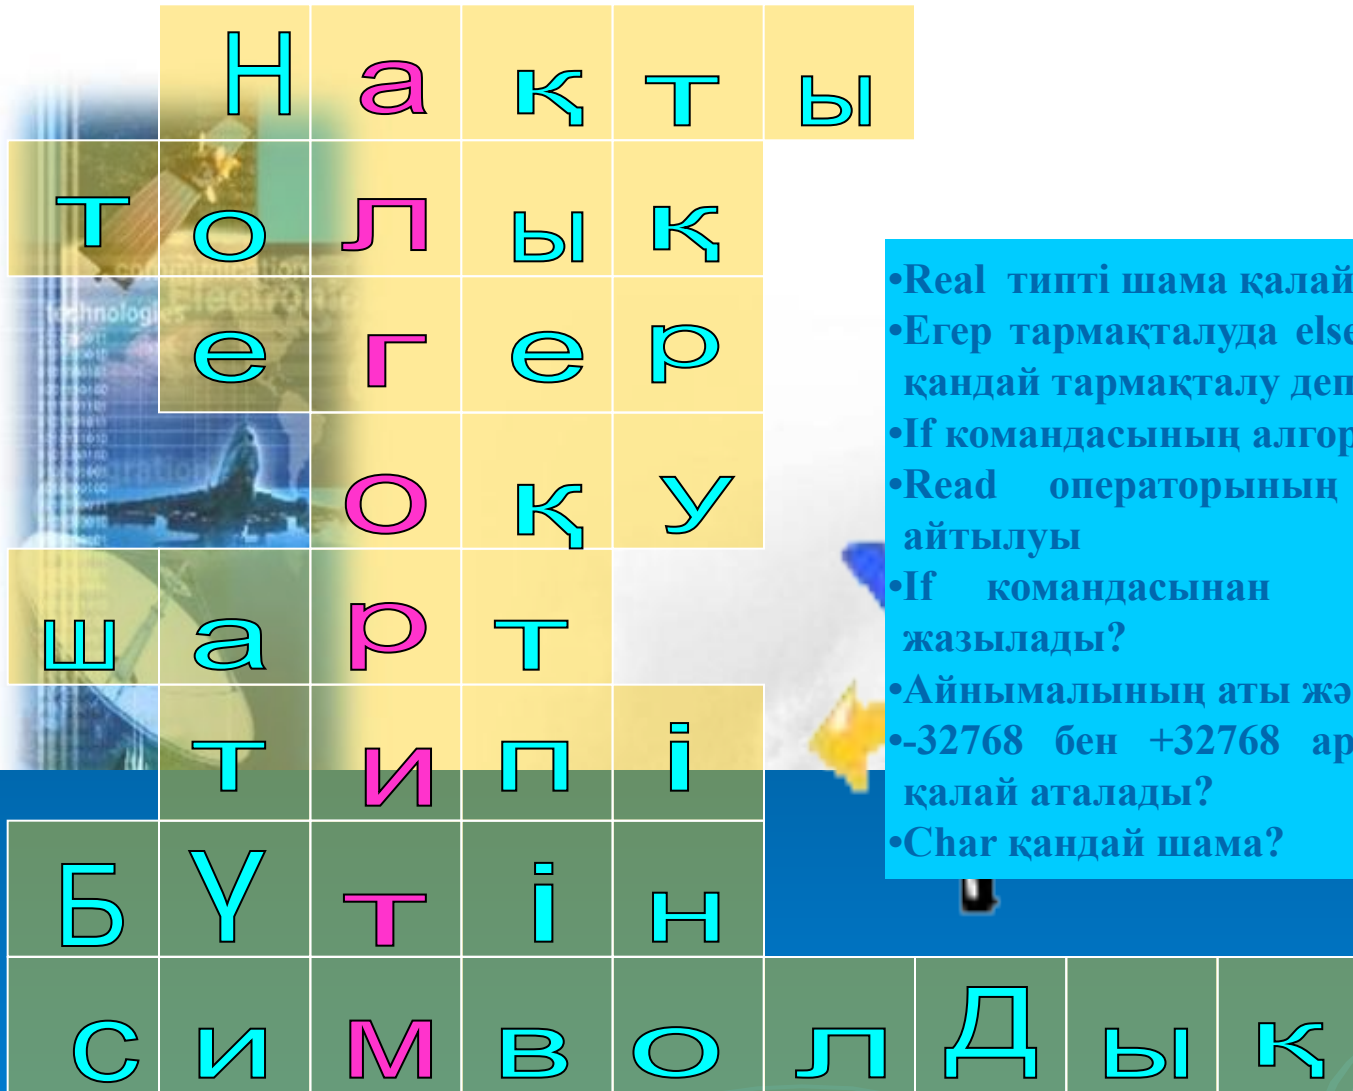 Нақты
толық
егер
оқу
шарт
типі
БҮтін
символДық
•Real типті шама қалай
•Егер тармақталуда else
қандай тармақталу деп
•If командасының алгор
•Read операторының
айтылуы
•If командасынан
жазылады?
•Айнымалының аты жә
•-32768 бен +32768 ар
қалай аталады?
•Char қандай шама?
communication
technologies